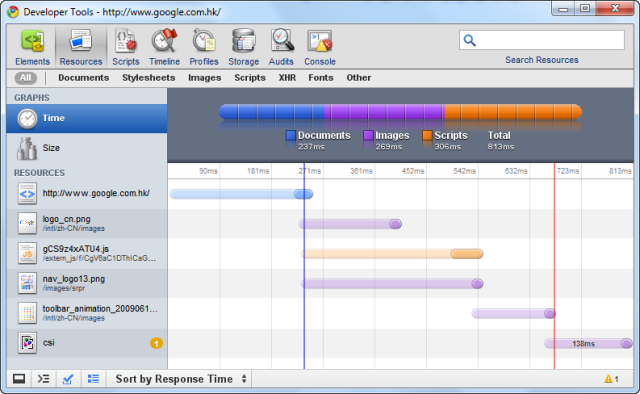 Developer Tools - http://www.google.com.hk/
Elements
Resources
Scripts
Timeline
Profiles
Storage
Audits
Console
Search Resources
All
Documents
Stylesheets
Images
Scripts
XHR
Fonts
Other
GRAPHS
Time
Size
Documents
237ms
Images
269ms
Scripts
306ms
Total
813ms
RESOURCES
90ms
181ms
271ms
361ms
452ms
542ms
632ms
723ms
813ms
http://www.google.com.hk/
logo_cn.png
/intl/zh-CN/images
gCS9z4xATU4.js
/extern_js/f/CgV6aC1DThICaG...
nav_logo13.png
/images/srpr
toolbar_animation_2009061...
/intl/zh-CN/images
csi
1
138ms
Sort by Response Time
1